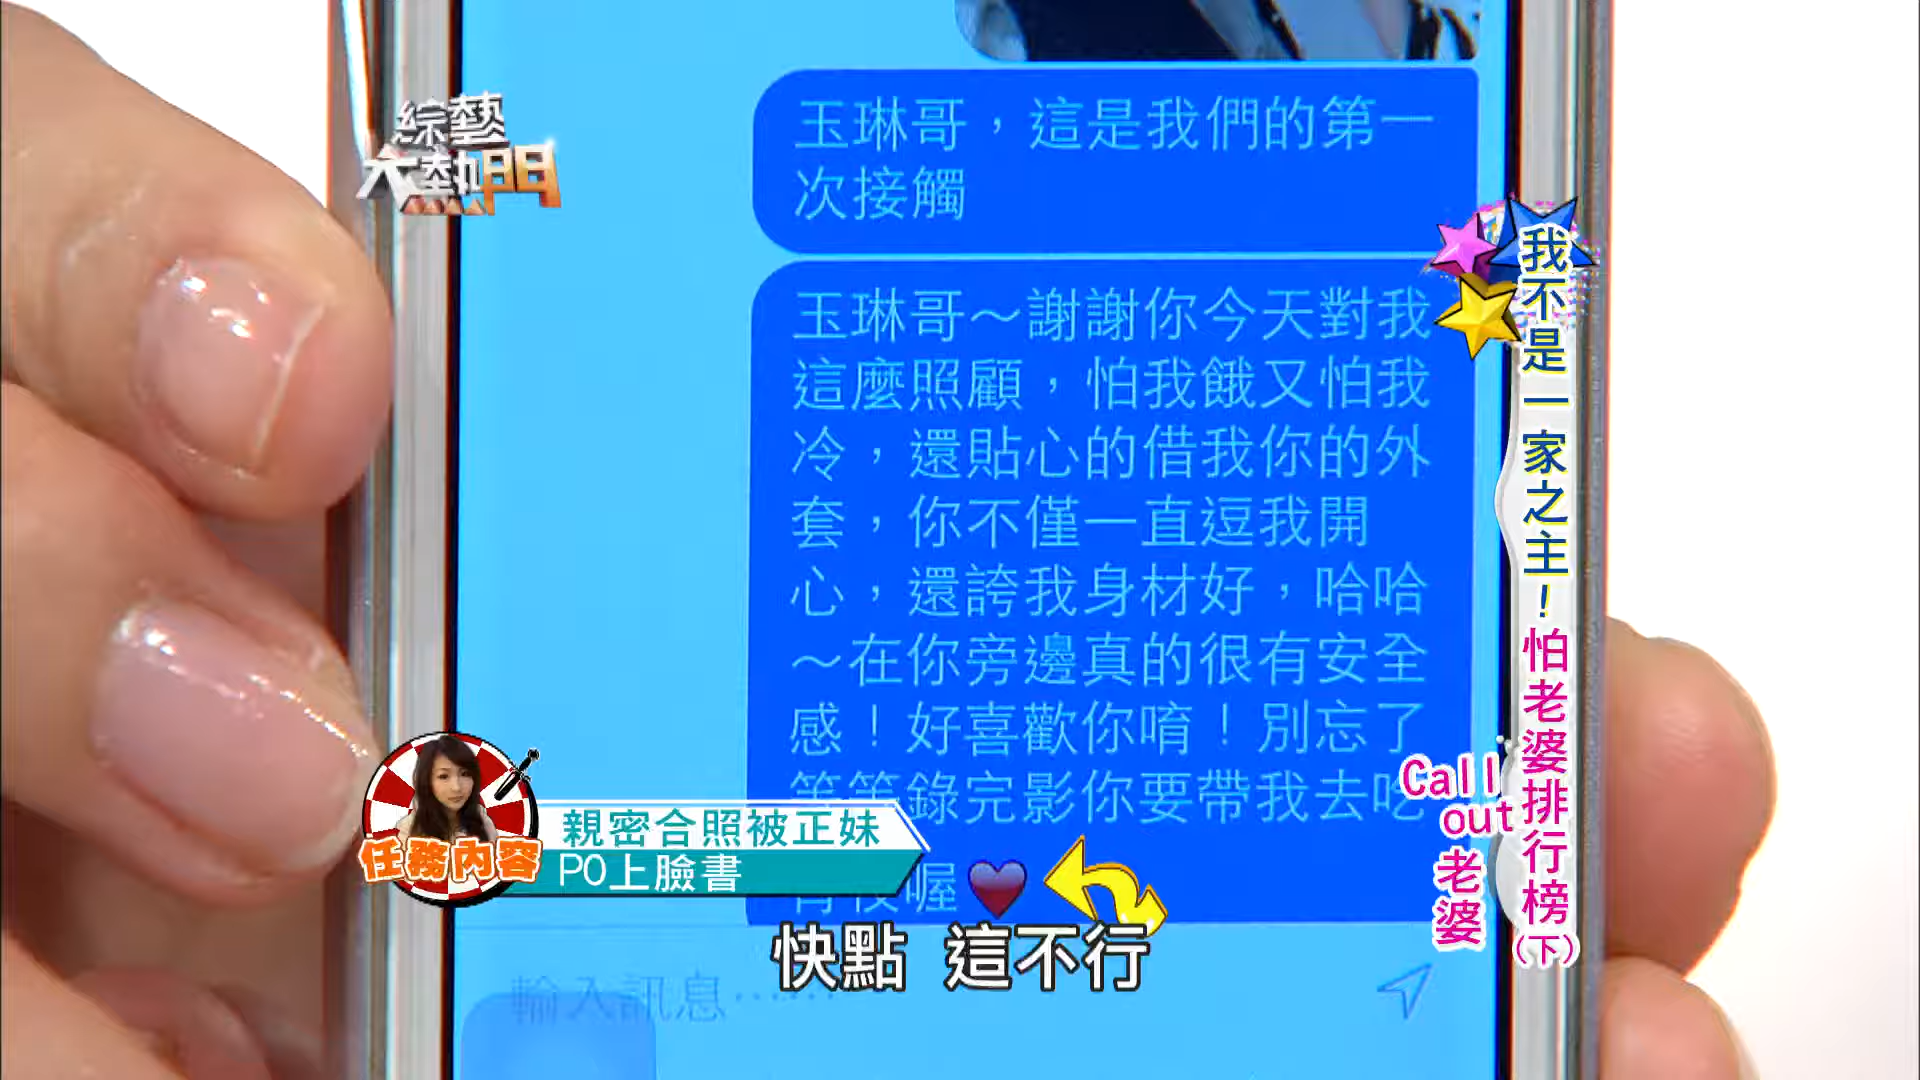 綜藝
大熱門
玉琳哥，這是我們的第一
次接觸
玉琳哥～謝謝你今天對我
這麼照顧，怕我餓又怕我
冷，還貼心的借我你的外
套，你不僅一直逗我開
心，還誇我身材好，哈哈
～在你旁邊真的很有安全
感！好喜歡你唷！別忘了
等等錄完影你要帶我去吃
喔
輸入訊息……
我不是一家之主！怕老婆排行榜(下)
Call out 老婆
任務內容
親密合照被正妹
PO上臉書
快點 這不行